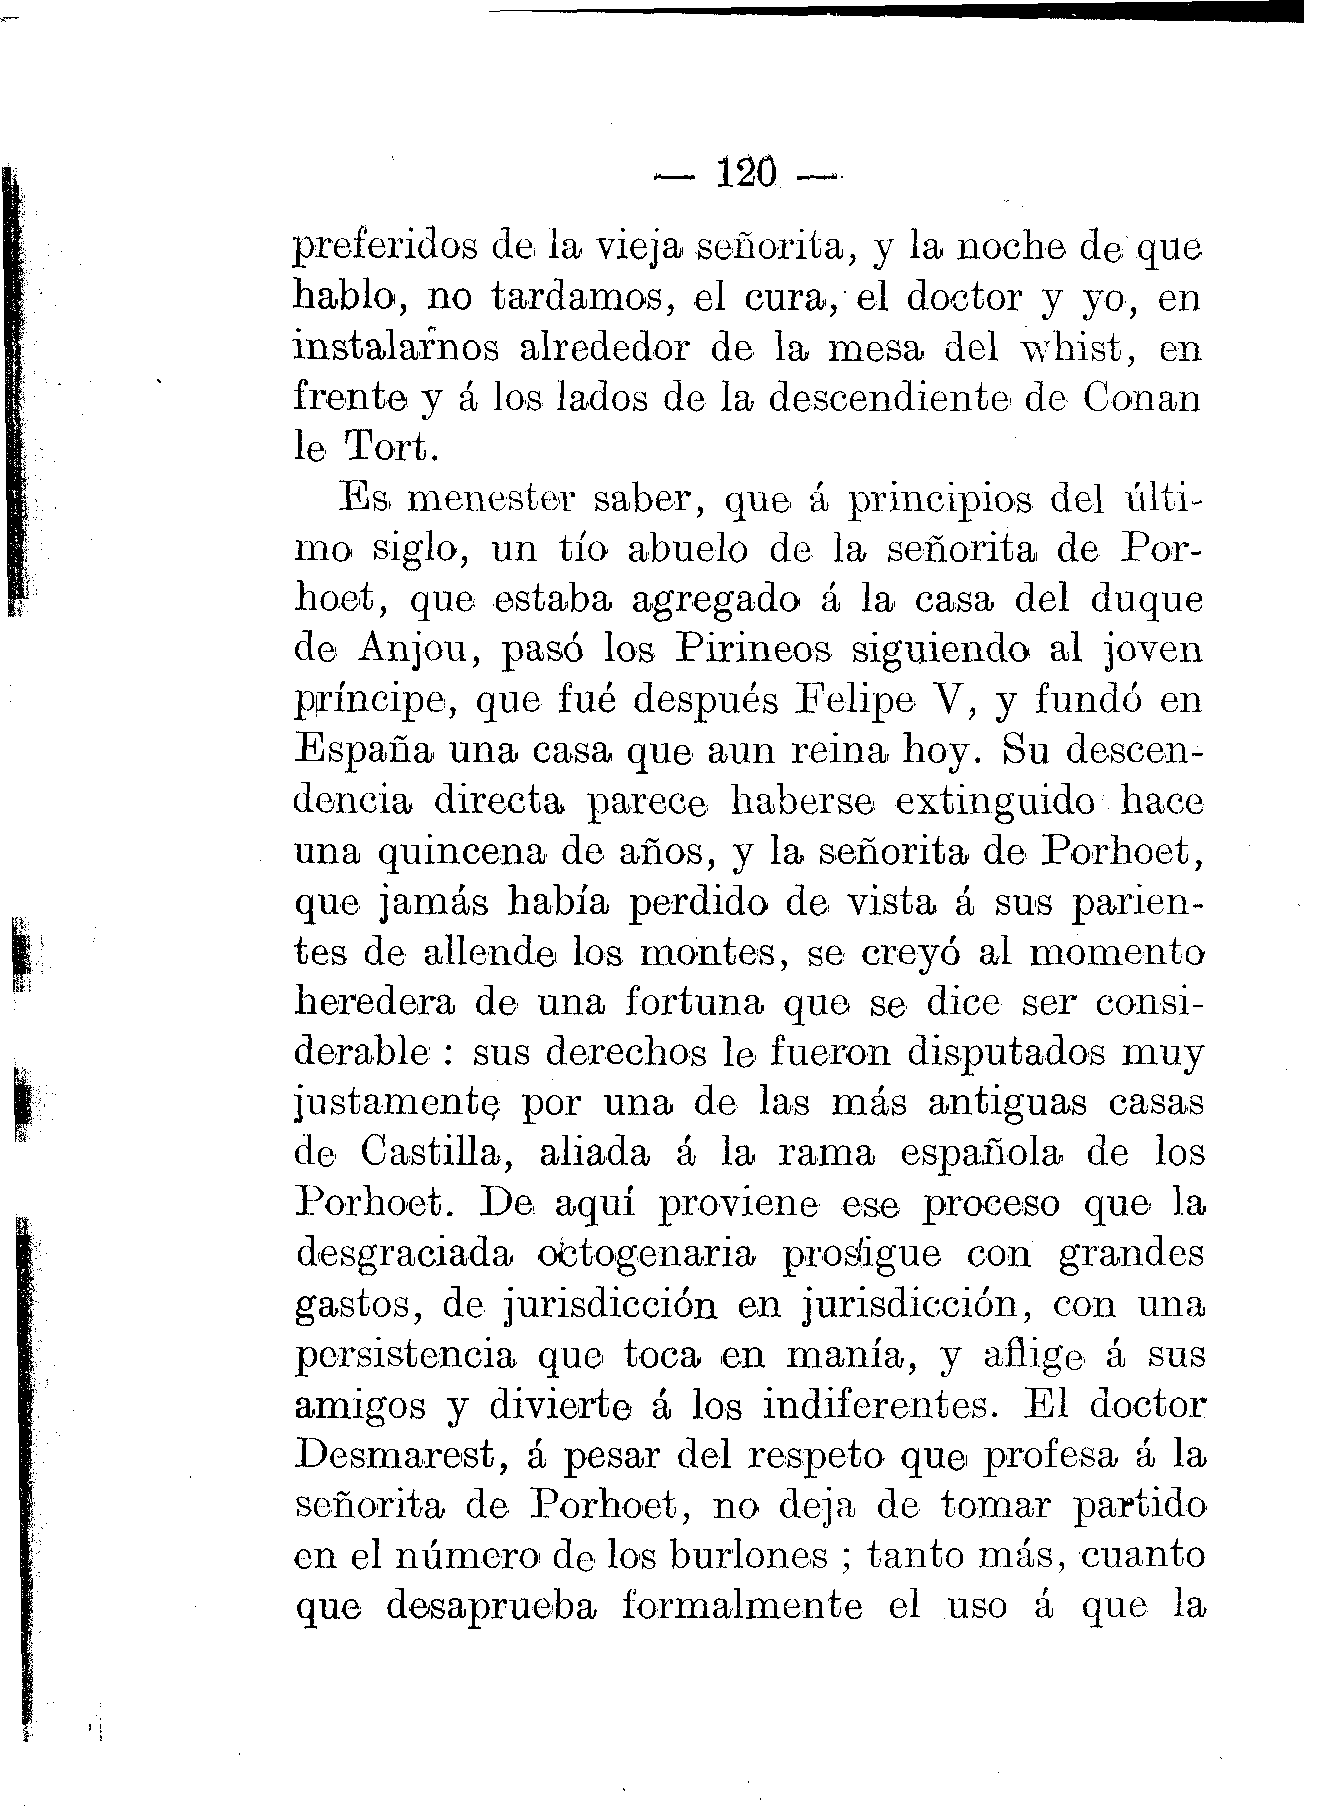 — 120 —
preferidos de la vieja señorita, y la noche de que
hablo, no tardamos, el cura, el doctor y yo, en
instalarnos alrededor de la mesa del whist, en
frente y á los lados de la descendiente de Conan
le Tort.
Es menester saber, que á principios del últi-
mo siglo, un tío abuelo de la señorita de Por-
hoet, que estaba agregado á la casa del duque
de Anjou, pasó los Pirineos siguiendo al joven
príncipe, que fué después Felipe V, y fundó en
España una casa que aun reina hoy. Su descen-
dencia directa parece haberse extinguido hace
una quincena de años, y la señorita de Porhoet,
que jamás había perdido de vista á sus parien-
tes de allende los montes, se creyó al momento
heredera de una fortuna que se dice ser consi-
derable : sus derechos le fueron disputados muy
justamente por una de las más antiguas casas
de Castilla, aliada á la rama española de los
Porhoet. De aquí proviene ese proceso que la
desgraciada octogenaria prosigue con grandes
gastos, de jurisdicción en jurisdicción, con una
persistencia que toca en manía, y aflige á sus
amigos y divierte á los indiferentes. El doctor
Desmarest, á pesar del respeto que profesa á la
señorita de Porhoet, no deja de tomar partido
en el número de los burlones ; tanto más, cuanto
que desaprueba formalmente el uso á que la